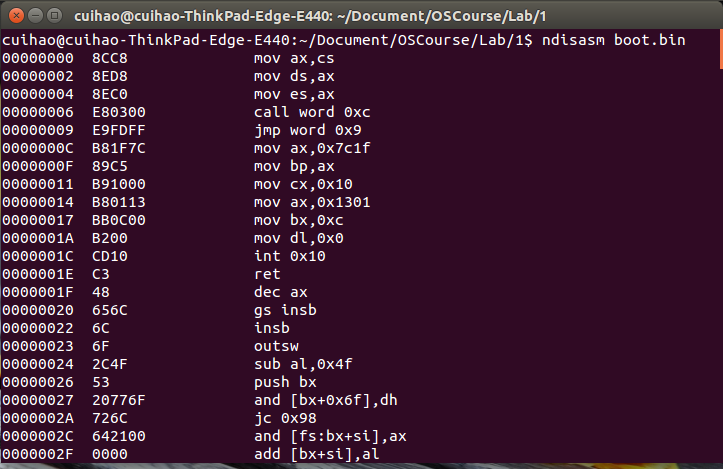 cuihao@cuihao-ThinkPad-Edge-E440: ~/Document/OSCourse/Lab/1
cuihao@cuihao-ThinkPad-Edge-E440:~/Document/OSCourse/Lab/1$ ndisasm boot.bin
00000000  8CC8              mov ax,cs
00000002  8ED8              mov ds,ax
00000004  8EC0              mov es,ax
00000006  E80300            call word 0xc
00000009  E9FDFF            jmp word 0x9
0000000C  B81F7C            mov ax,0x7c1f
0000000F  89C5              mov bp,ax
00000011  B91000            mov cx,0x10
00000014  B80113            mov ax,0x1301
00000017  BB0C00            mov bx,0xc
0000001A  B200              mov dl,0x0
0000001C  CD10              int 0x10
0000001E  C3                ret
0000001F  48                dec ax
00000020  656C              gs insb
00000022  6C                insb
00000023  6F                outsw
00000024  2C4F              sub al,0x4f
00000026  53                push bx
00000027  20776F            and [bx+0x6f],dh
0000002A  726C              jc 0x98
0000002C  642100            and [fs:bx+si],ax
0000002F  0000              add [bx+si],al